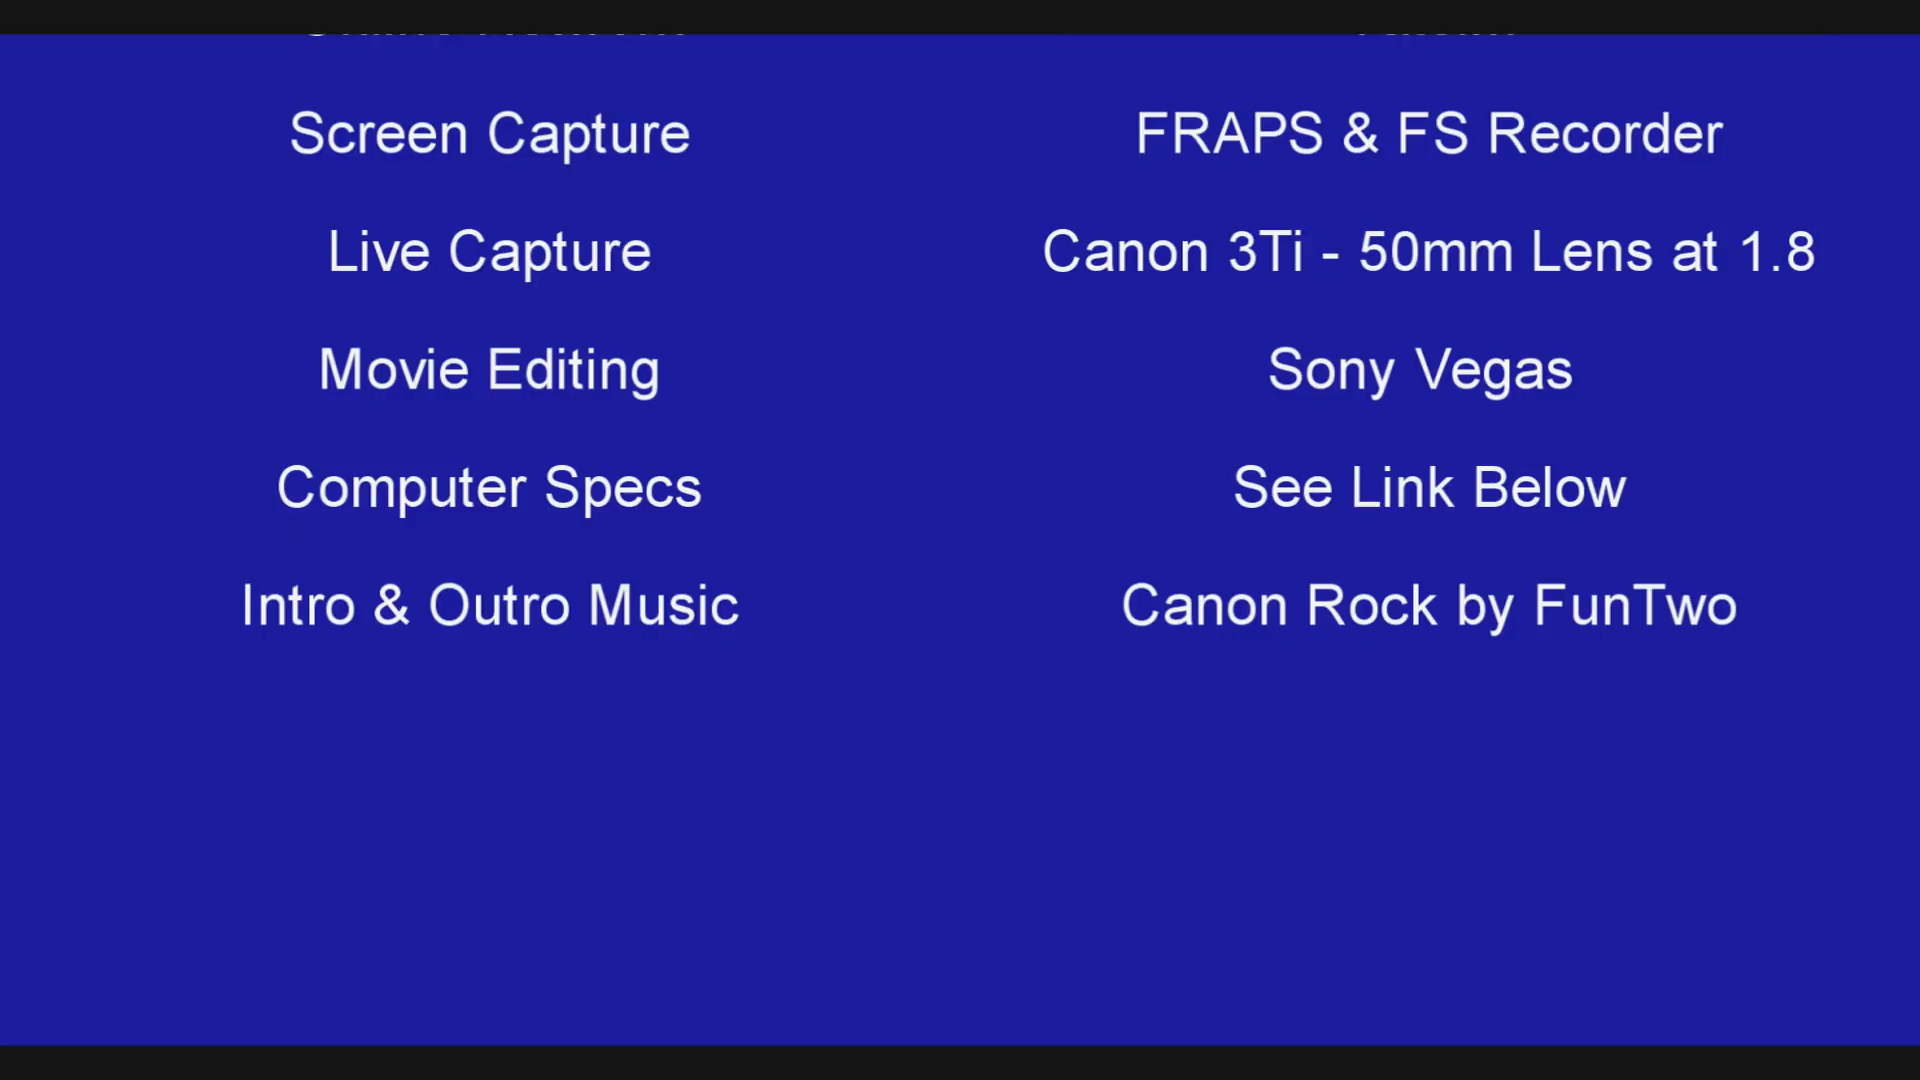 Screen Capture FRAPS & FS Recorder
Live Capture Canon 3Ti - 50mm Lens at 1.8
Movie Editing Sony Vegas
Computer Specs See Link Below
Intro & Outro Music Canon Rock by FunTwo